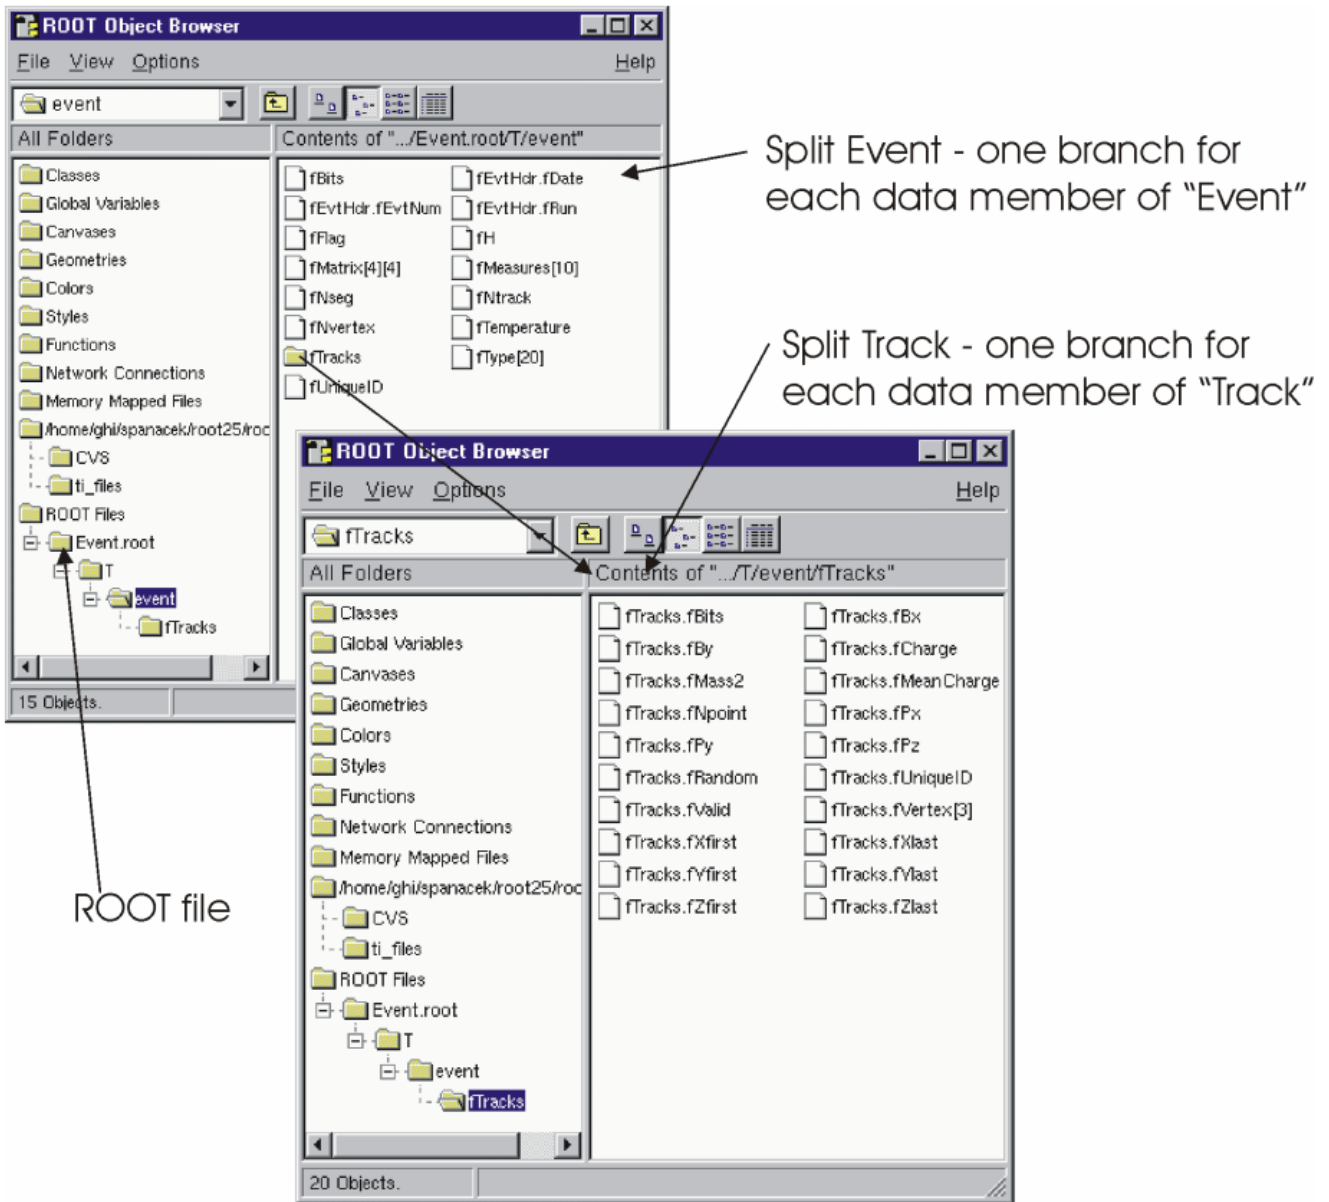 ROOT Object Browser
File View Options Help
event
All Folders
Contents of ".../Event.root/T/event"
Classes
Global Variables
Canvases
Geometries
Colors
Styles
Functions
Network Connections
Memory Mapped Files
/home/ghi/spanacek/root25/roc
CVS
ti_files
ROOT Files
Event.root
T
event
fTracks
15 Objects.
fBits fEvtHdr.fDate
fEvtHdr.fEvtNum fEvtHdr.fRun
fFlag fH
fMatrix[4][4] fMeasures[10]
fNseg fNtrack
fNvertex fTemperature
fTracks fType[20]
fUniqueID
Split Event - one branch for
each data member of “Event”
Split Track - one branch for
each data member of “Track”
ROOT file
ROOT Object Browser
File View Options Help
fTracks
All Folders
Contents of ".../T/event/fTracks"
Classes
Global Variables
Canvases
Geometries
Colors
Styles
Functions
Network Connections
Memory Mapped Files
/home/ghi/spanacek/root25/roc
CVS
ti_files
ROOT Files
Event.root
T
event
fTracks
20 Objects.
fTracks.fBits fTracks.fBx
fTracks.fBy fTracks.fCharge
fTracks.fMass2 fTracks.fMeanCharge
fTracks.fNpoint fTracks.fPx
fTracks.fPy fTracks.fPz
fTracks.fRandom fTracks.fUniqueID
fTracks.fValid fTracks.fVertex[3]
fTracks.fXfirst fTracks.fXlast
fTracks.fYfirst fTracks.fYlast
fTracks.fZfirst fTracks.fZlast